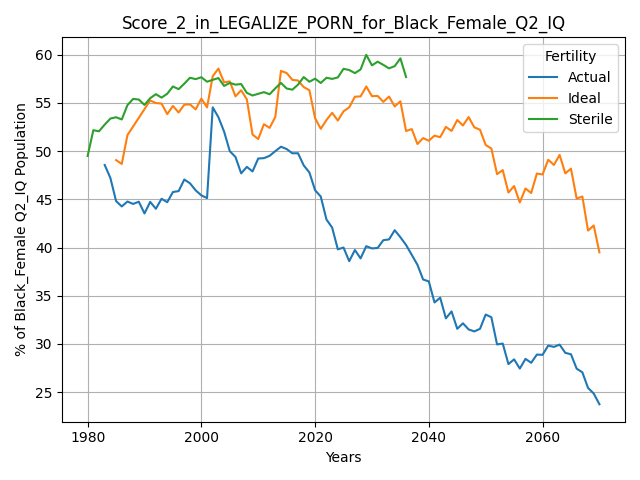 Score_2_in_LEGALIZE_PORN_for_Black_Female_Q2_IQ
% of Black_Female Q2_IQ Population
60
55
50
45
40
35
30
25
Fertility
Actual
Ideal
Sterile
1980
2000
2020
2040
2060
Years